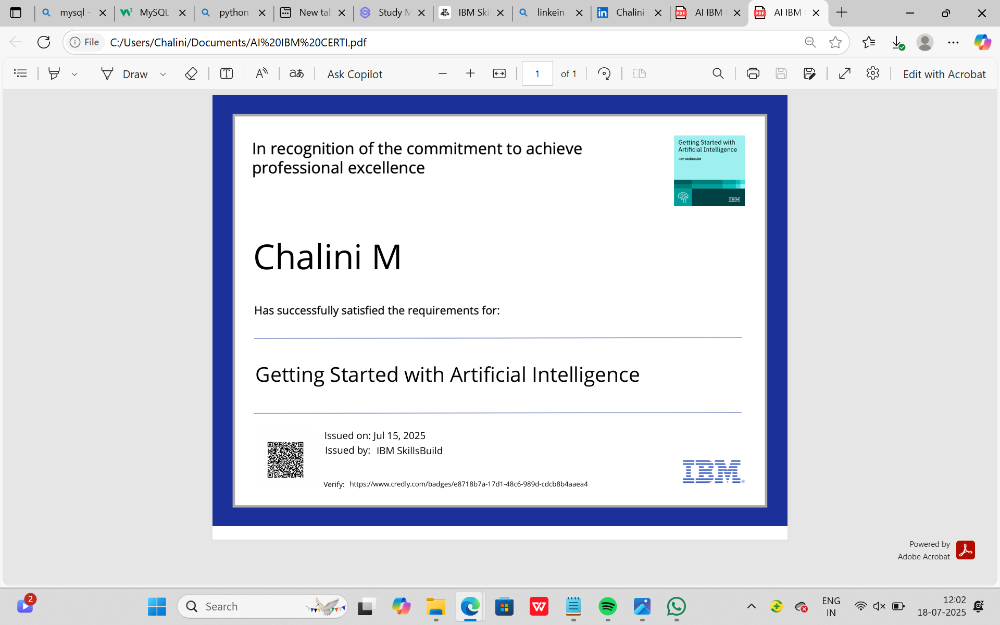 mysql -
MySQL
python
New tab
Study M
IBM Ski
linkein -
Chalini
AI IBM
AI IBM
File
C:/Users/Chalini/Documents/AI%20IBM%20CERTI.pdf
Draw
Ask Copilot
1
of 1
Edit with Acrobat
In recognition of the commitment to achieve
professional excellence
Getting Started with
Artificial Intelligence
IBM SkillsBuild
IBM
Chalini M
Has successfully satisfied the requirements for:
Getting Started with Artificial Intelligence
Issued on: Jul 15, 2025
Issued by: IBM SkillsBuild
Verify: https://www.credly.com/badges/e8718b7a-17d1-48c6-989d-cdcb8b4aaea4
IBM®
Powered by
Adobe Acrobat
2
Search
ENG
IN
12:02
18-07-2025